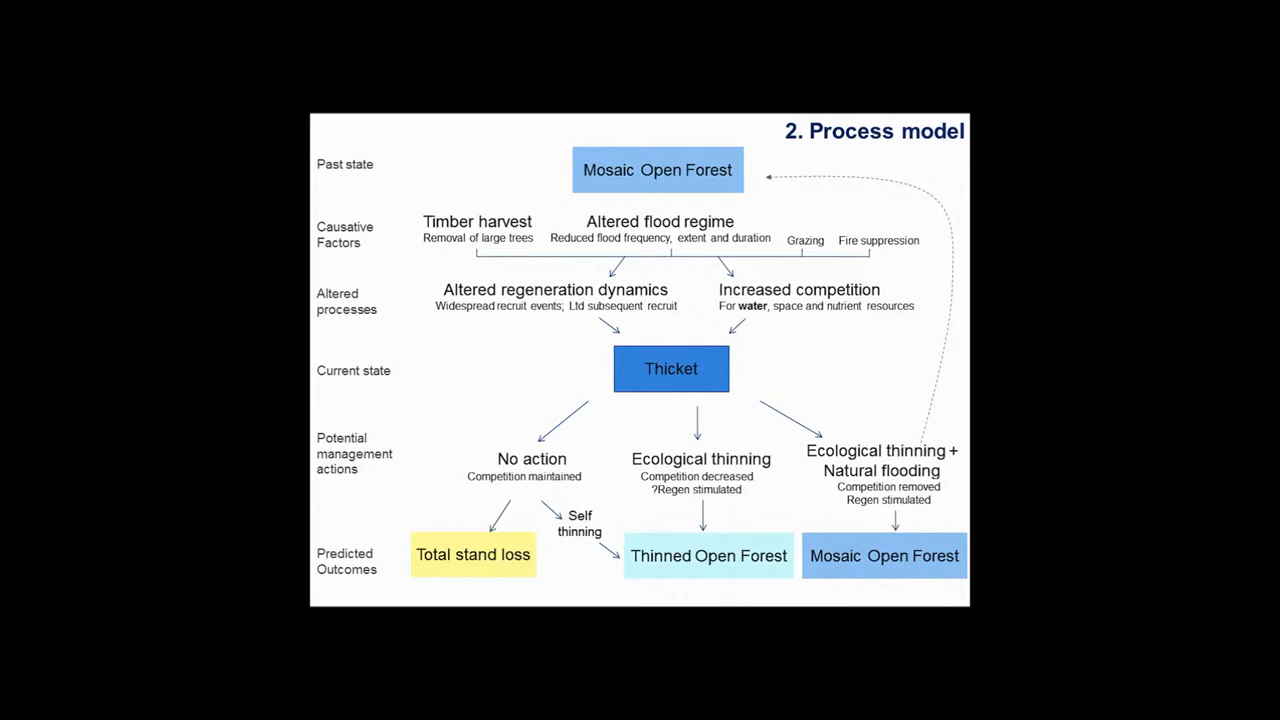 2. Process model
Past state
Mosaic Open Forest
Causative
Factors
Timber harvest
Removal of large trees
Altered flood regime
Reduced flood frequency, extent and duration
Grazing
Fire suppression
Altered
processes
Altered regeneration dynamics
Widespread recruit events; Ltd subsequent recruit
Increased competition
For water, space and nutrient resources
Current state
Thicket
Potential
management
actions
No action
Competition maintained
Ecological thinning
Competition decreased
?Regen stimulated
Ecological thinning +
Natural flooding
Competition removed
Regen stimulated
Self
thinning
Predicted
Outcomes
Total stand loss
Thinned Open Forest
Mosaic Open Forest